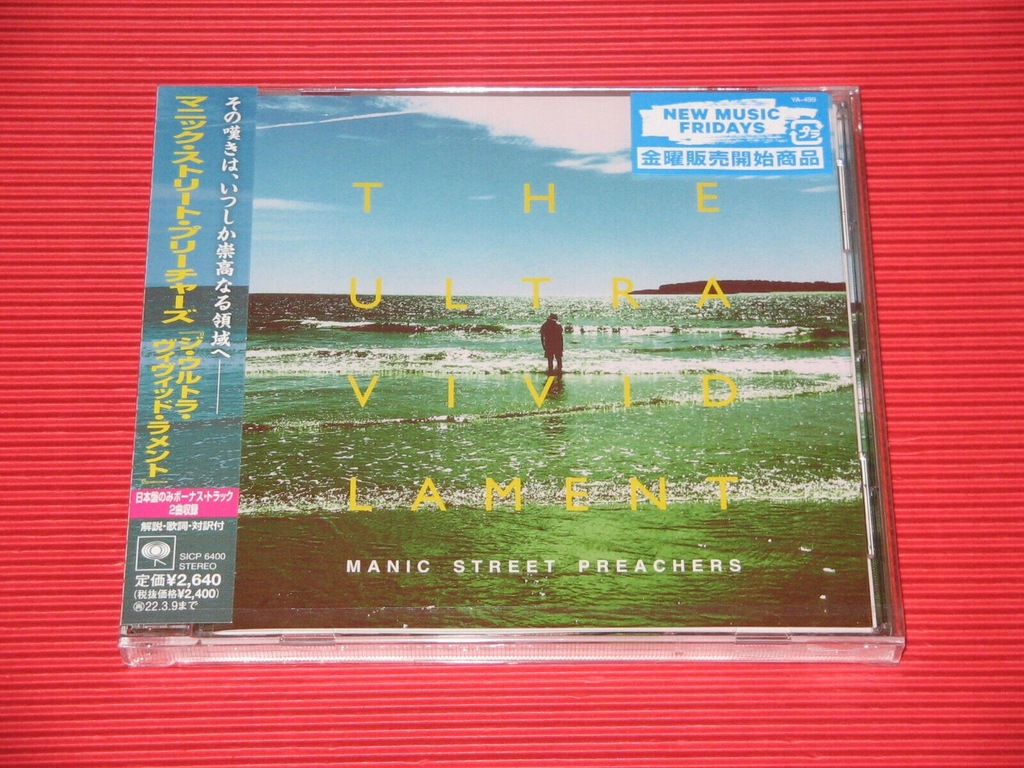 その嘆きは、いつしか崇高なる領域へ――
マニック・ストリート・プリーチャーズ
『ジ・ウルトラ・
ヴィヴィッド・ラメント』
日本盤のみボーナス・トラック
2曲収録
解説・歌詞・対訳付
SICP 6400
STEREO
定価¥2,640
(税抜価格¥2,400)
22.3.9まで
YA-499
NEW MUSIC
FRIDAYS
プラ
金曜販売開始商品
THE
ULTRA
VIVID
LAMENT
MANIC STREET PREACHERS